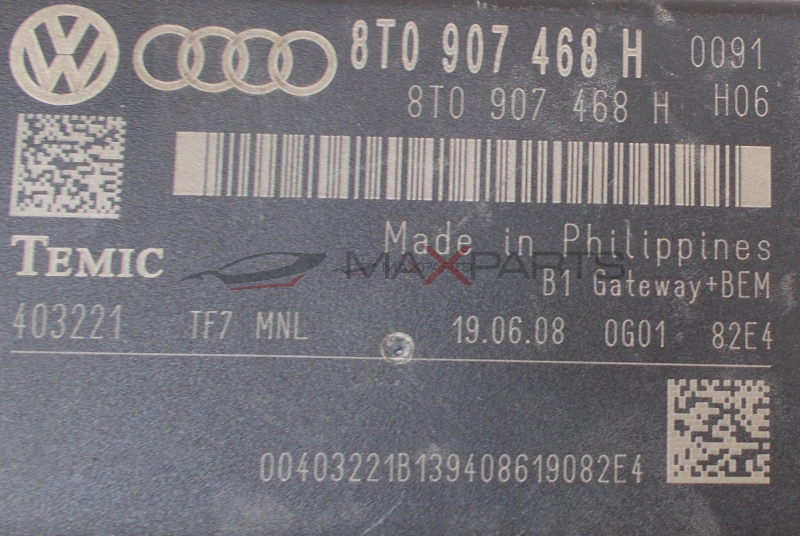 8T0 907 468 H 0091
8T0 907 468 H H06
TEMIC
Made in Philippines
MAXPARTS
B1 Gateway+BEM
403221 TF7 MNL 19.06.08 0G01 82E4
00403221B139408619082E4